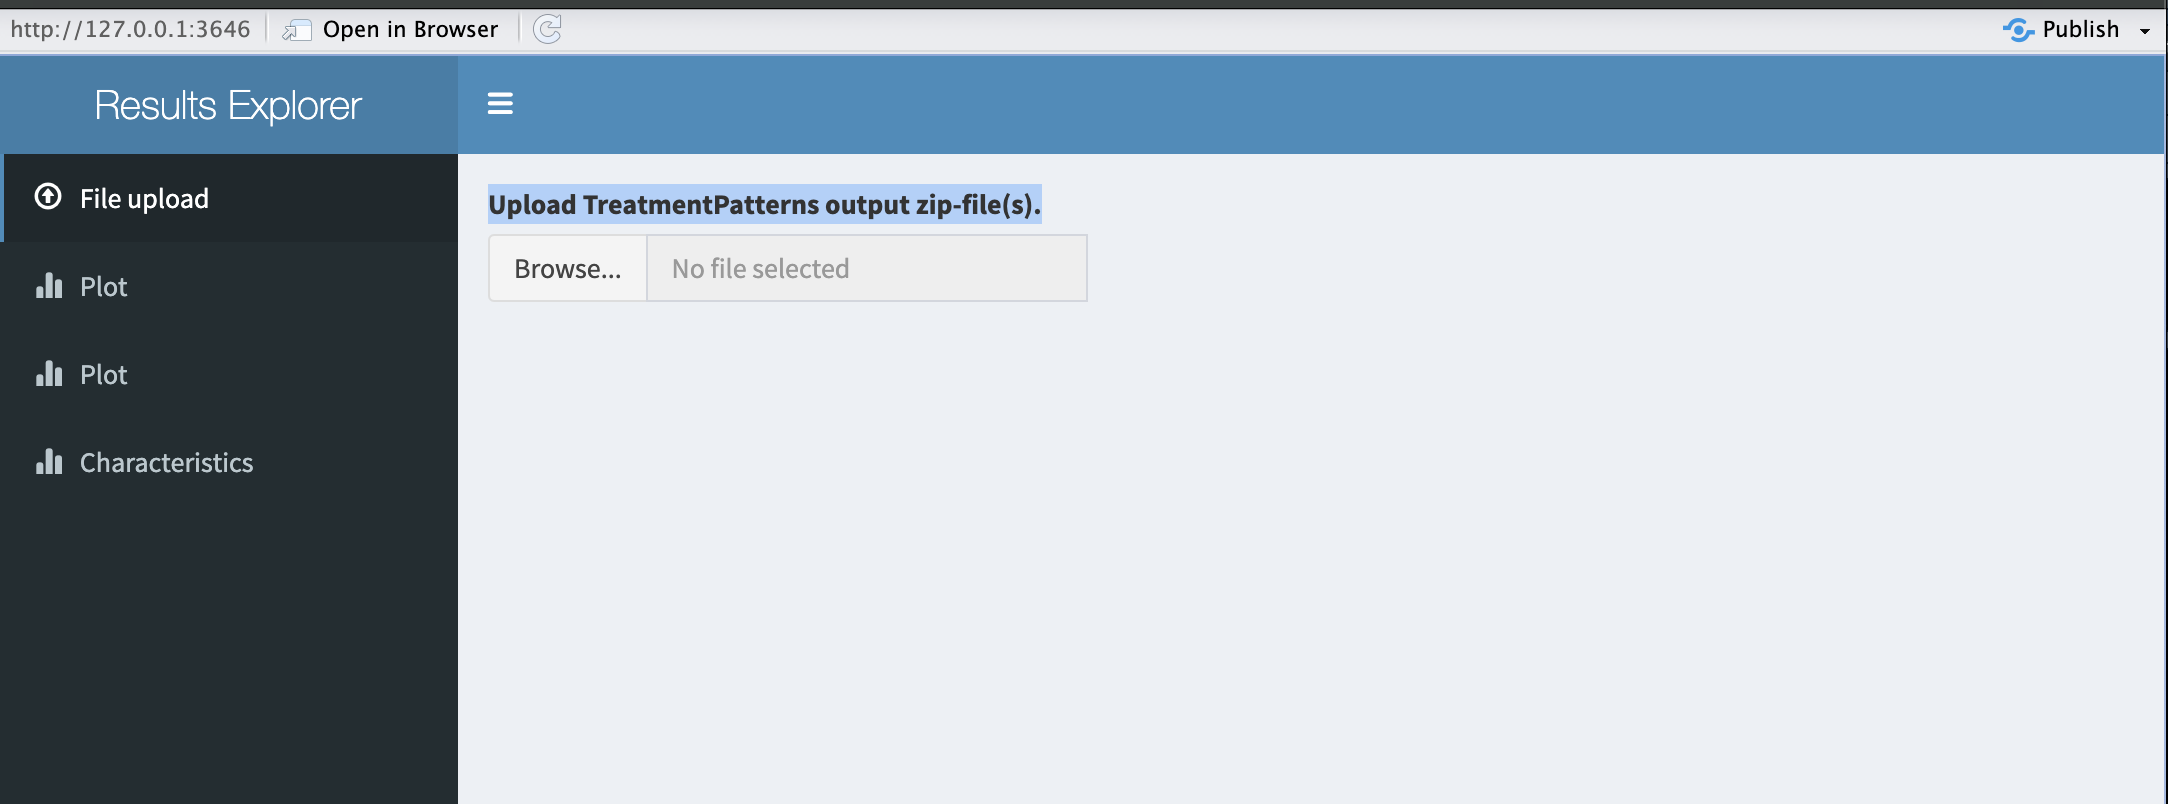 http://127.0.0.1:3646 Open in Browser Publish
Results Explorer
File upload
Plot
Plot
Characteristics
Upload TreatmentPatterns output zip-file(s).
Browse... No file selected